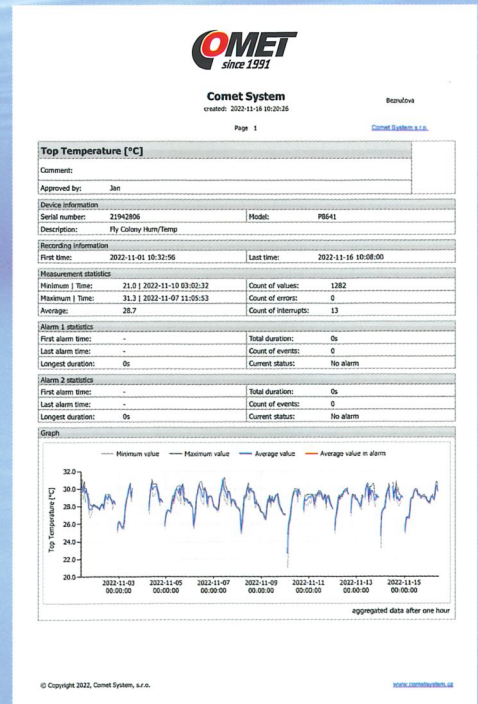 COMET
since 1991
Comet System
created: 2022-11-16 10:20:26
Bezručova
Page 1
Comet System s.r.o.
Top Temperature [°C]
Comment:
Approved by: Jan
Device information
Serial number: 21942806 Model: P8641
Description: Fly Colony Hum/Temp
Recording information
First time: 2022-11-01 10:32:56 Last time: 2022-11-16 10:08:00
Measurement statistics
Minimum | Time: 21.0 | 2022-11-10 03:02:32 Count of values: 1282
Maximum | Time: 31.3 | 2022-11-07 11:05:53 Count of errors: 0
Average: 28.7 Count of interrupts: 13
Alarm 1 statistics
First alarm time: - Total duration: 0s
Last alarm time: - Count of events: 0
Longest duration: 0s Current status: No alarm
Alarm 2 statistics
First alarm time: - Total duration: 0s
Last alarm time: - Count of events: 0
Longest duration: 0s Current status: No alarm
Graph
Minimum value Maximum value Average value Average value in alarm
Top Temperature [°C]
32.0
30.0
28.0
26.0
24.0
22.0
20.0
2022-11-03 2022-11-05 2022-11-07 2022-11-09 2022-11-11 2022-11-13 2022-11-15
00:00:00 00:00:00 00:00:00 00:00:00 00:00:00 00:00:00 00:00:00
aggregated data after one hour
© Copyright 2022, Comet System, s.r.o.
www.cometsystem.cz